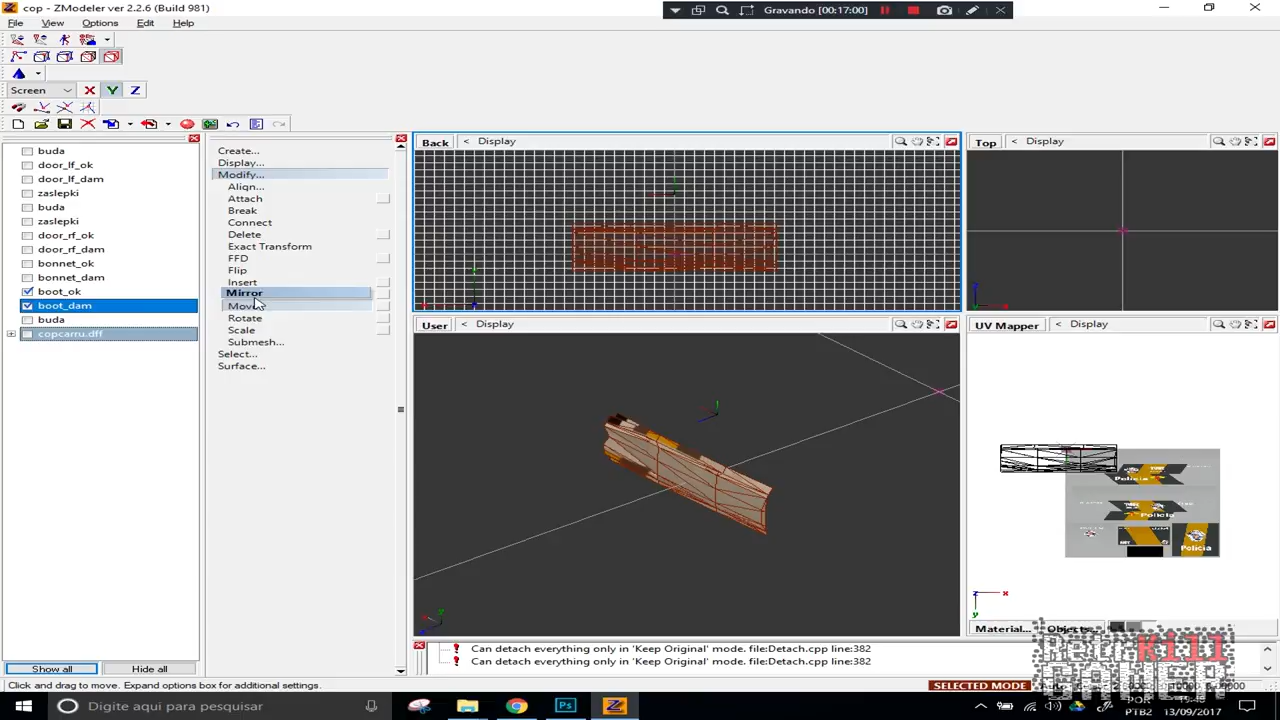 cop - ZModeler ver 2.2.6 (Build 981)
Gravando [00:17:00]
File View Options Edit Help
Screen X Y Z
buda
door_lf_ok
door_lf_dam
zaslepki
buda
zaslepki
door_rf_ok
door_rf_dam
bonnet_ok
bonnet_dam
boot_ok
boot_dam
buda
copcarru.dff
Show all Hide all
Create...
Display...
Modify...
Align...
Attach
Break
Connect
Delete
Exact Transform
FFD
Flip
Insert
Mirror
Move
Rotate
Scale
Submesh...
Select...
Surface...
Back < Display
Top < Display
User < Display
UV Mapper < Display
Policia
Policia
Policia
Material... Objects...
Can detach everything only in 'Keep Original' mode. file:Detach.cpp line:382
Can detach everything only in 'Keep Original' mode. file:Detach.cpp line:382
Click and drag to move. Expand options box for additional settings.
SELECTED MODE
Digite aqui para pesquisar
POR
PTB2
13/09/2017